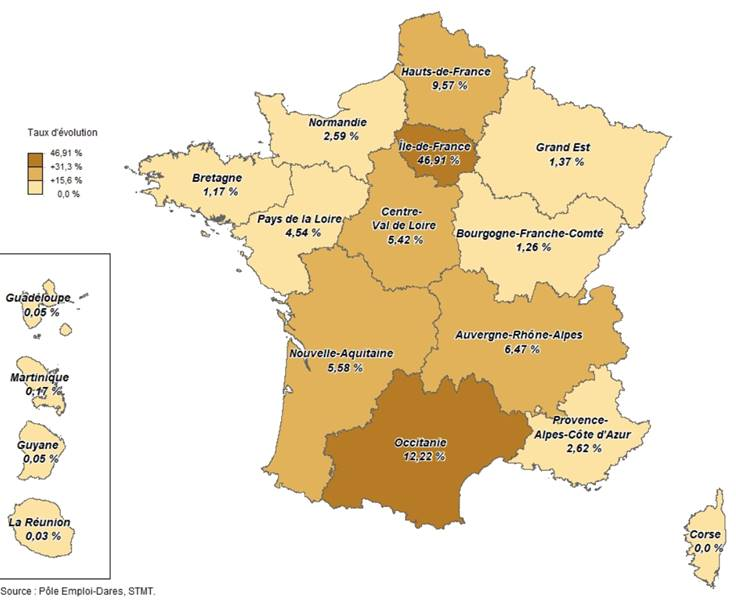 Hauts-de-France
9,57 %
Normandie
2,59 %
Île-de-France
46,91 %
Grand Est
1,37 %
Taux d'évolution
46,91 %
+31,3 %
+15,6 %
0,0 %
Bretagne
1,17 %
Pays de la Loire
4,54 %
Centre-
Val de Loire
5,42 %
Bourgogne-Franche-Comté
1,26 %
Guadeloupe
0,05 %
Auvergne-Rhône-Alpes
6,47 %
Nouvelle-Aquitaine
5,58 %
Martinique
0,17 %
Provence-
Alpes-Côte d'Azur
2,62 %
Occitanie
12,22 %
Guyane
0,05 %
La Réunion
0,03 %
Corse
0,0 %
Source : Pôle Emploi-Dares, STMT.